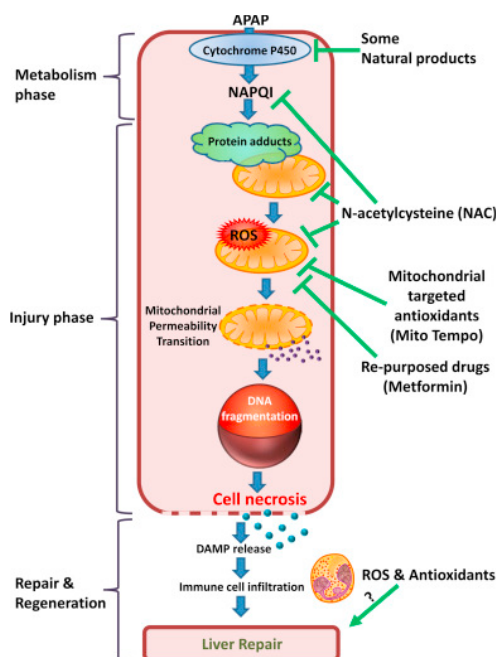 APAP
Cytochrome P450
Some
Natural products
Metabolism
phase
NAPQI
Protein adducts
N-acetylcysteine (NAC)
ROS
Mitochondrial
targeted
antioxidants
(Mito Tempo)
Injury phase
Mitochondrial
Permeability
Transition
Re-purposed drugs
(Metformin)
DNA
fragmentation
Cell necrosis
DAMP release
Repair &
Regeneration
Immune cell infiltration
ROS & Antioxidants
?
Liver Repair